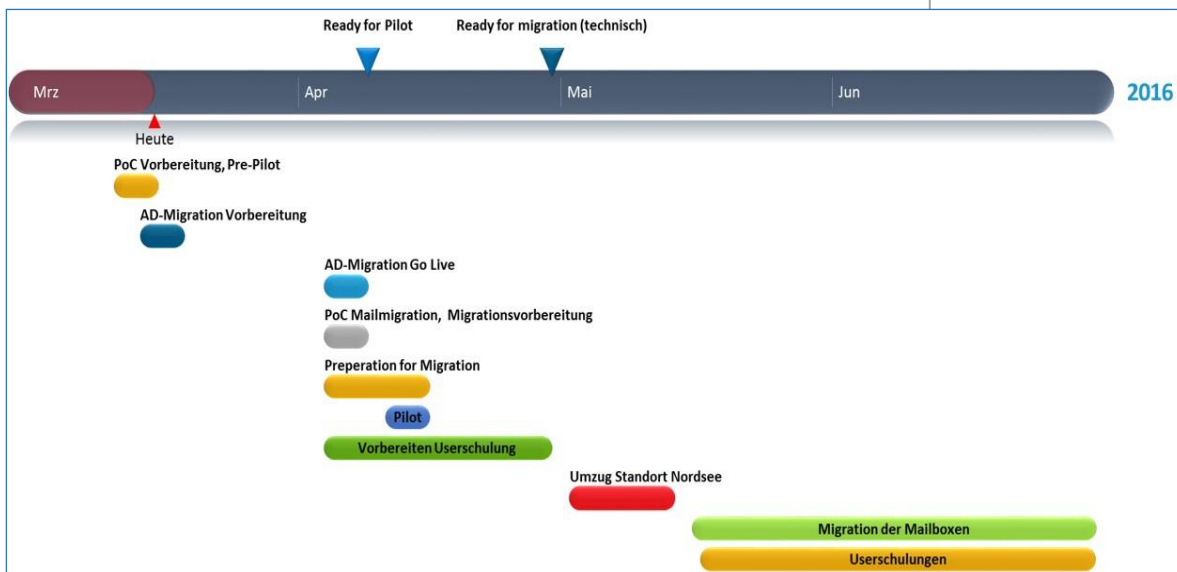 Ready for Pilot
Ready for migration (technisch)
Mrz
Apr
Mai
Jun
2016
Heute
PoC Vorbereitung, Pre-Pilot
AD-Migration Vorbereitung
AD-Migration Go Live
PoC Mailmigration, Migrationsvorbereitung
Preperation for Migration
Pilot
Vorbereiten Userschulung
Umzug Standort Nordsee
Migration der Mailboxen
Userschulungen